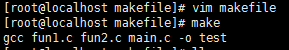 [root@localhost makefile]# vim makefile
[root@localhost makefile]# make
gcc fun1.c fun2.c main.c -o test